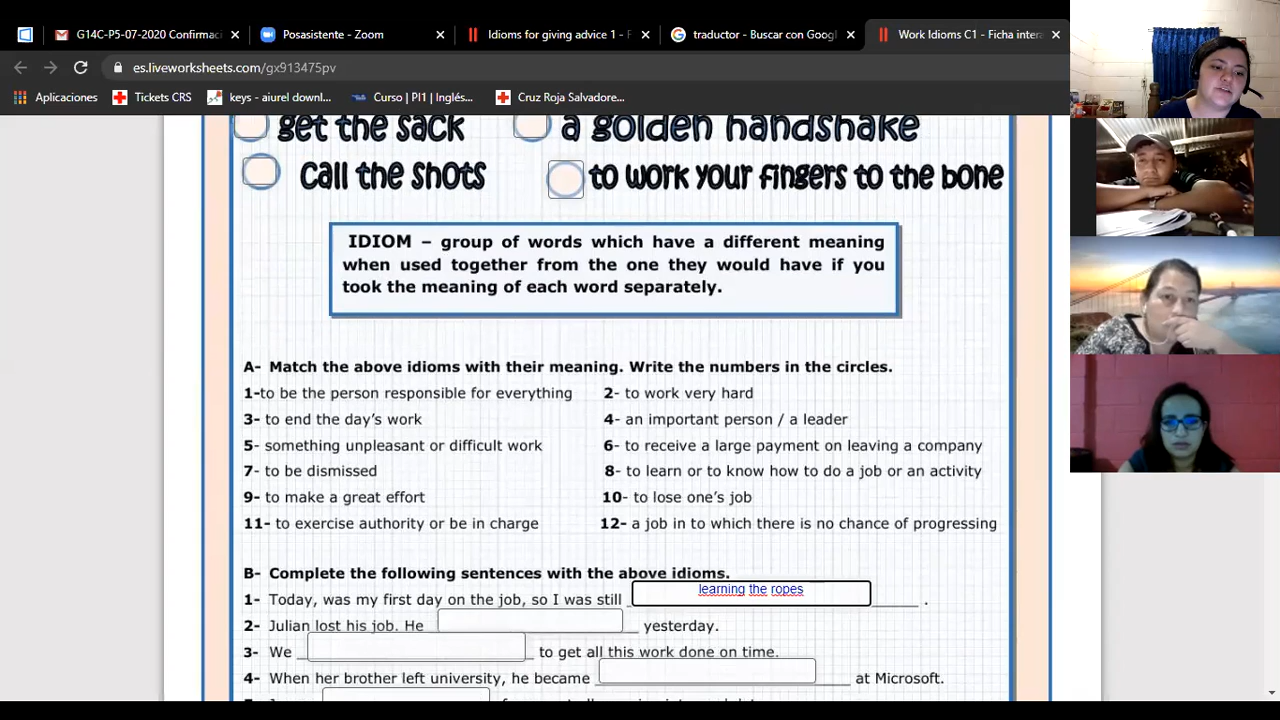 G14C-P5-07-2020 Confirmaci
Posasistente - Zoom
Idioms for giving advice 1 - F
traductor - Buscar con Googl
Work Idioms C1 - Ficha intera
es.liveworksheets.com/gx913475pv
Aplicaciones
Tickets CRS
keys - aiurel downl...
Curso | PI1 | Inglés...
Cruz Roja Salvadore...
get the sack
a golden handshake
call the shots
to work your fingers to the bone
IDIOM – group of words which have a different meaning
when used together from the one they would have if you
took the meaning of each word separately.
A- Match the above idioms with their meaning. Write the numbers in the circles.
1-to be the person responsible for everything
2- to work very hard
3- to end the day's work
4- an important person / a leader
5- something unpleasant or difficult work
6- to receive a large payment on leaving a company
7- to be dismissed
8- to learn or to know how to do a job or an activity
9- to make a great effort
10- to lose one's job
11- to exercise authority or be in charge
12- a job in to which there is no chance of progressing
B- Complete the following sentences with the above idioms.
1- Today, was my first day on the job, so I was still learning the ropes ______ .
2- Julian lost his job. He __ yesterday.
3- We _ _ to get all this work done on time.
4- When her brother left university, he became ____ at Microsoft.